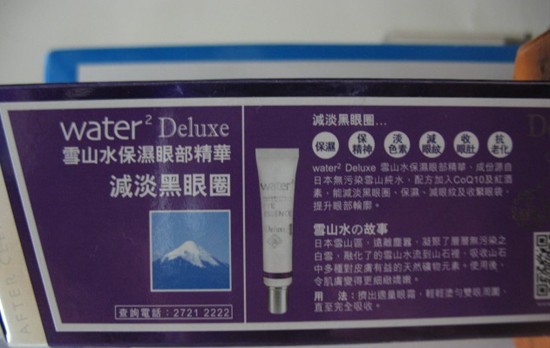 water² Deluxe
雪山水保濕眼部精華
減淡黑眼圈
查詢電話：2721 2222
water²
Deluxe
減淡黑眼圈…
保濕 保精神 淡色素 減眼紋 收眼肚 抗老化
water² Deluxe 雪山水保濕眼部精華，成份源自
日本無污染雪山純水，配方加入CoQ10及紅酒
素，能減淡黑眼圈、保濕、減眼紋及收緊眼袋，
提升眼部輪廓。
雪山水の故事
日本雪山區，遠離塵囂，凝聚了層層無污染之
白雪，融化了的雪山水流到山石裡，吸收山石
中多種對皮膚有益的天然礦物元素。使用後，
令肌膚變得更細緻嬌嫩。
用 法：擠出適量眼霜，輕輕塗勻雙眼周圍，
直至完全吸收。
D...
AFTER